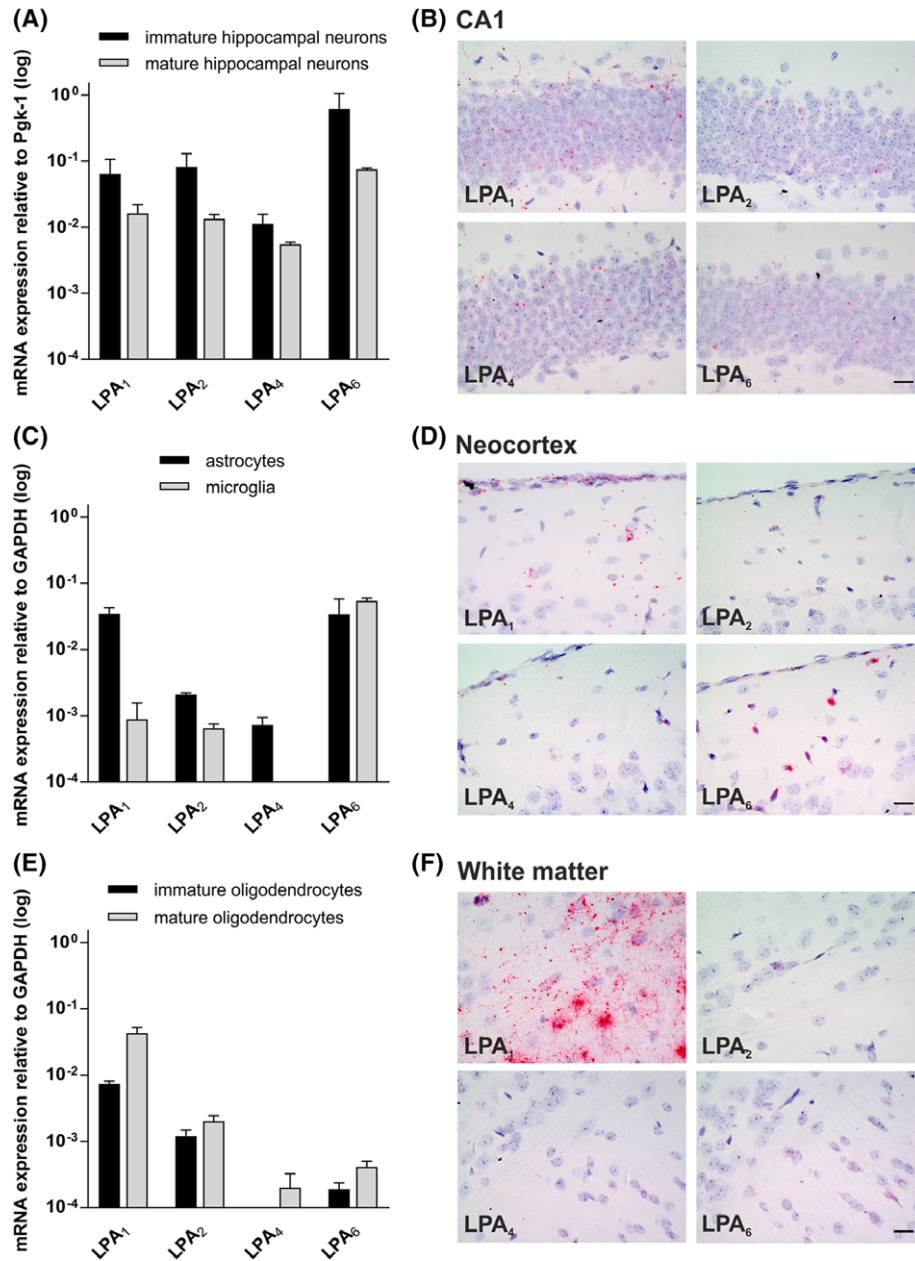 (A)
immature hippocampal neurons
mature hippocampal neurons
mRNA expression relative to Pgk-1 (log)
10⁰
10⁻¹
10⁻²
10⁻³
10⁻⁴
LPA₁
LPA₂
LPA₄
LPA₆
(B) CA1
LPA₁
LPA₂
LPA₄
LPA₆
(C)
astrocytes
microglia
mRNA expression relative to GAPDH (log)
10⁰
10⁻¹
10⁻²
10⁻³
10⁻⁴
LPA₁
LPA₂
LPA₄
LPA₆
(D) Neocortex
LPA₁
LPA₂
LPA₄
LPA₆
(E)
immature oligodendrocytes
mature oligodendrocytes
mRNA expression relative to GAPDH (log)
10⁰
10⁻¹
10⁻²
10⁻³
10⁻⁴
LPA₁
LPA₂
LPA₄
LPA₆
(F) White matter
LPA₁
LPA₂
LPA₄
LPA₆